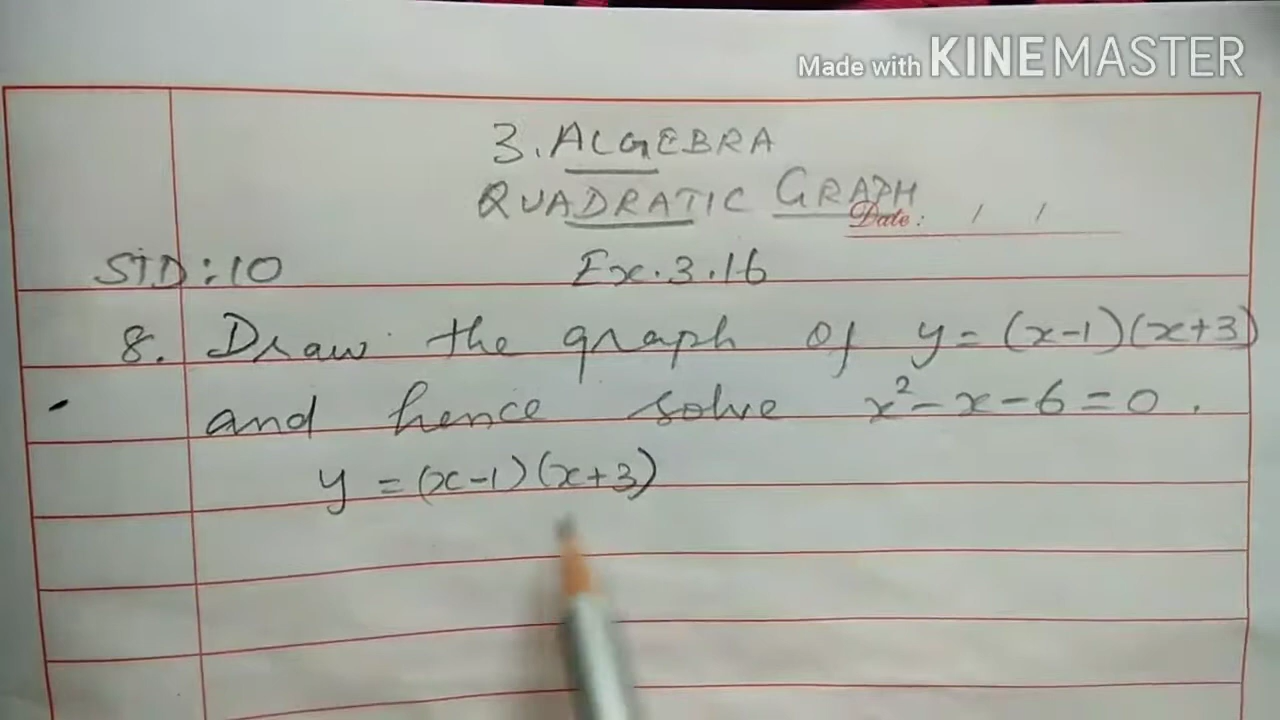 Made with KINEMASTER
3. ALGEBRA
QUADRATIC GRAPH
Date: / /
STD:10 Ex.3.16
8. Draw the graph of y=(x-1)(x+3)
and hence solve x²-x-6=0.
y=(x-1)(x+3)